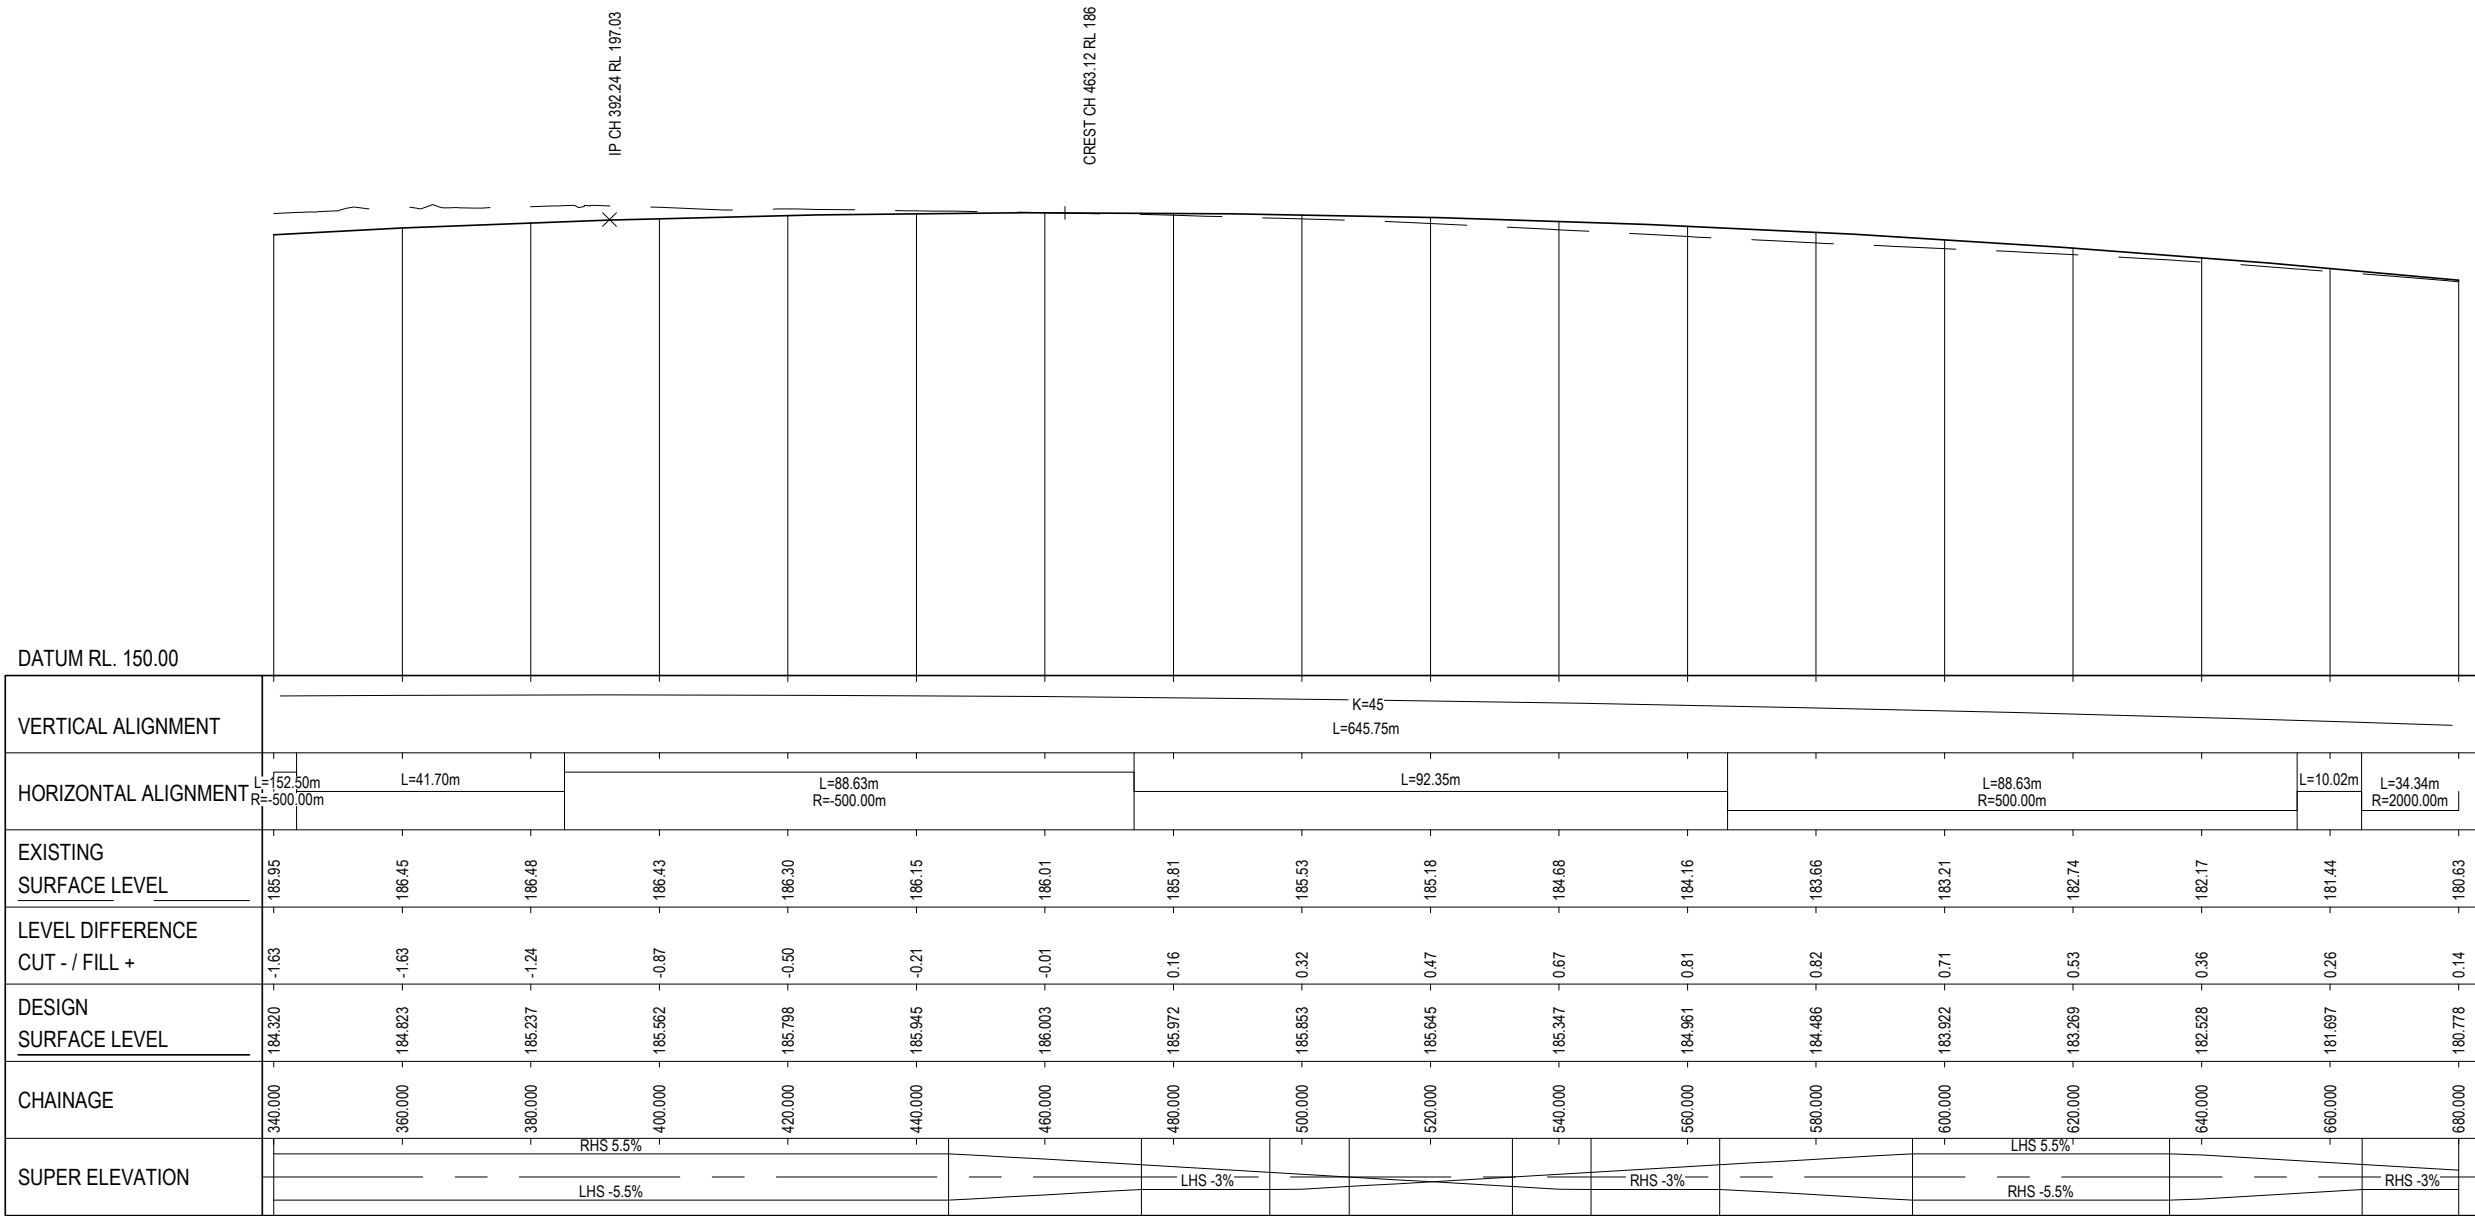 IP CH 392.24 RL 197.03
CREST CH 463.12 RL 186
DATUM RL. 150.00
VERTICAL ALIGNMENT
K=45
L=645.75m
HORIZONTAL ALIGNMENT
L=152.50m
R=-500.00m
L=41.70m
L=88.63m
R=-500.00m
L=92.35m
L=88.63m
R=500.00m
L=10.02m
L=34.34m
R=2000.00m
EXISTING
SURFACE LEVEL
185.95 186.45 186.48 186.43 186.30 186.15 186.01 185.81 185.53 185.18 184.68 184.16 183.66 183.21 182.74 182.17 181.44 180.63
LEVEL DIFFERENCE
CUT - / FILL +
-1.63 -1.63 -1.24 -0.87 -0.50 -0.21 -0.01 0.16 0.32 0.47 0.67 0.81 0.82 0.71 0.53 0.36 0.26 0.14
DESIGN
SURFACE LEVEL
184.320 184.823 185.237 185.562 185.798 185.945 186.003 185.972 185.853 185.645 185.347 184.961 184.486 183.922 183.269 182.528 181.697 180.778
CHAINAGE
340.000 360.000 380.000 400.000 420.000 440.000 460.000 480.000 500.000 520.000 540.000 560.000 580.000 600.000 620.000 640.000 660.000 680.000
SUPER ELEVATION
RHS 5.5%
LHS -5.5%
LHS -3%
RHS -3%
LHS 5.5%
RHS -5.5%
RHS -3%